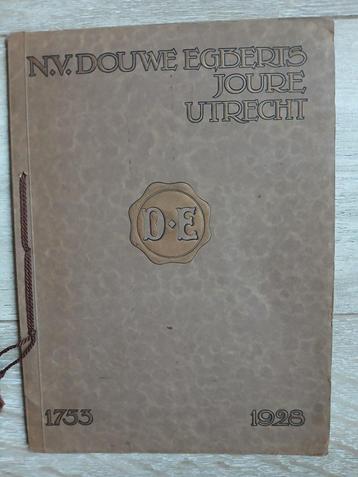 N.V. DOUWE EGBERTS
JOURE
UTRECHT
D·E
1753
1928